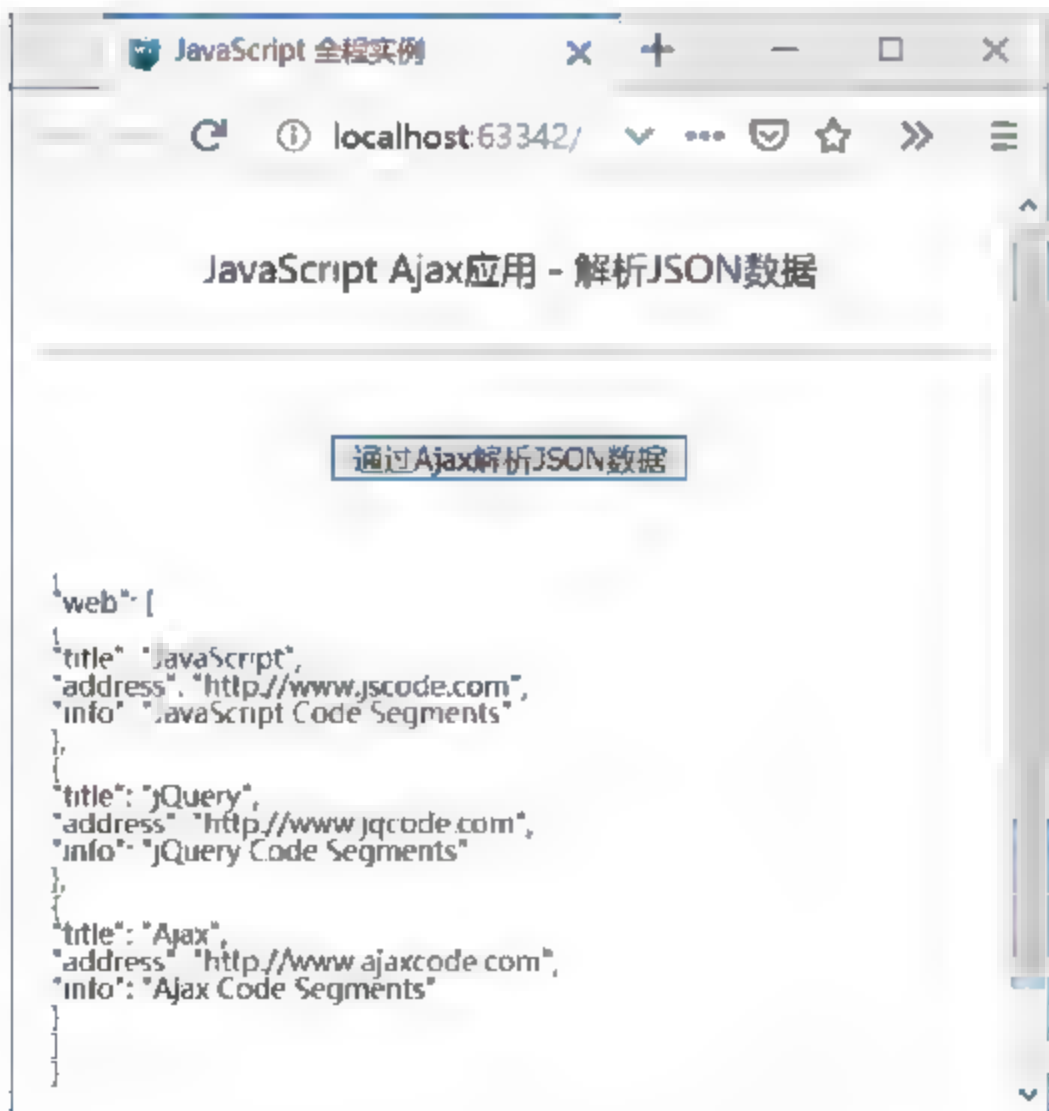 JavaScript 全程实例
localhost:63342/
JavaScript Ajax应用 - 解析JSON数据
通过Ajax解析JSON数据
{
"web": [
{
"title": "JavaScript",
"address": "http://www.jscode.com",
"info": "JavaScript Code Segments"
},
{
"title": "jQuery",
"address": "http://www.jqcode.com",
"info": "jQuery Code Segments"
},
{
"title": "Ajax",
"address": "http://www.ajaxcode.com",
"info": "Ajax Code Segments"
}
]
}